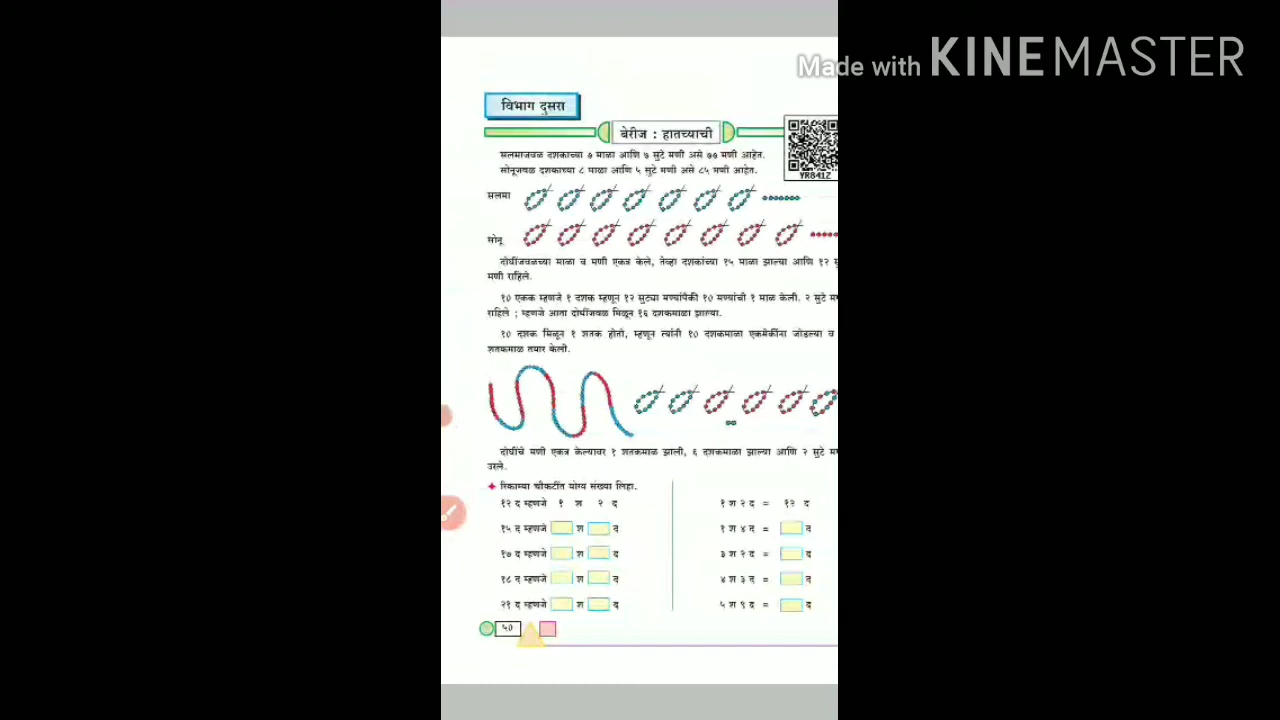 Made with KINEMASTER
विभाग दुसरा
बेरीज : हातच्याची
सलमाजवळ दशकाच्या ७ माळा आणि ७ सुटे मणी असे ७७ मणी आहेत.
सोनूजवळ दशकाच्या ८ माळा आणि ५ सुटे मणी असे ८५ मणी आहेत.
YR841Z
सलमा
सोनू
दोघींजवळच्या माळा व मणी एकत्र केले, तेव्हा दशकांच्या १५ माळा झाल्या आणि १२
मणी राहिले.
१० एकक म्हणजे १ दशक म्हणून १२ सुट्या मण्यांपैकी १० मण्यांची १ माळ केली. २ सुटे
राहिले ; म्हणजे आता दोघींजवळ मिळून १६ दशकमाळा झाल्या.
१० दशक मिळून १ शतक होतो, म्हणून त्यांनी १० दशकमाळा एकमेकींना जोडल्या व
शतकमाळ तयार केली.
दोघींचे मणी एकत्र केल्यावर १ शतकमाळ झाली, ६ दशकमाळा झाल्या आणि २ सुटे
उरले.
रिकाम्या चौकटींत योग्य संख्या लिहा.
१२ द म्हणजे १ श २ द
१५ द म्हणजे श द
१७ द म्हणजे श द
१८ द म्हणजे श द
२१ द म्हणजे श द
१ श २ द = १२ द
१ श ४ द = द
३ श २ द = द
४ श ३ द = द
५ श ९ द = द
५७